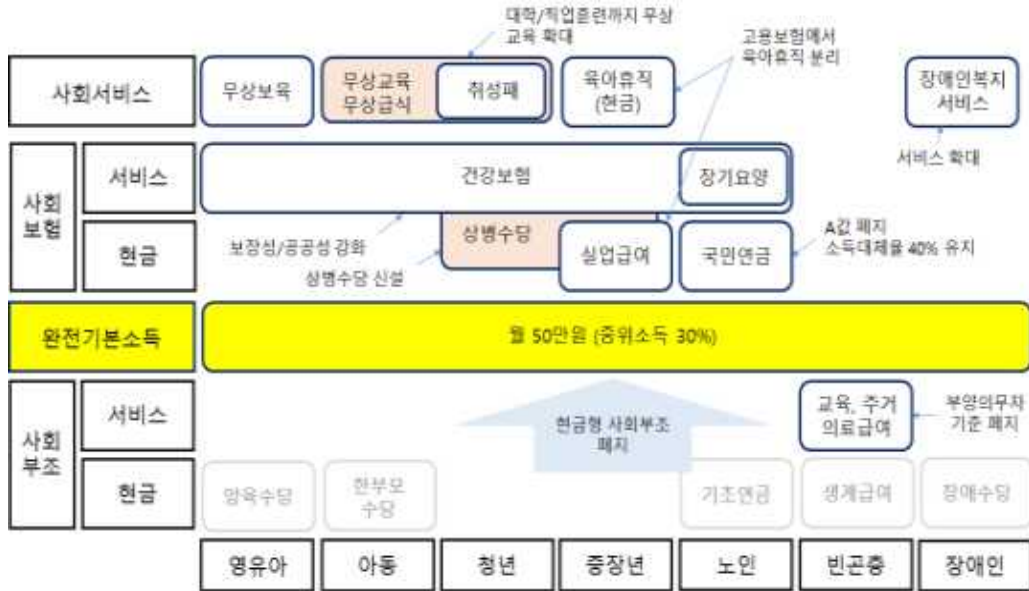 대학/직업훈련까지 무상
교육 확대
고용보험에서
육아휴직 분리
사회서비스
무상보육
무상교육
무상급식
취성패
육아휴직
(현금)
장애인복지
서비스
서비스 확대
사회
보험
서비스
건강보험
장기요양
현금
상병수당
실업급여
국민연금
보장성/공공성 강화
상병수당 신설
A값 폐지
소득대체율 40% 유지
완전기본소득
월 50만원 (중위소득 30%)
사회
부조
서비스
현금형 사회부조
폐지
교육, 주거
의료급여
부양의무자
기준 폐지
현금
양육수당
한부모
수당
기초연금
생계급여
장애수당
영유아
아동
청년
중장년
노인
빈곤층
장애인